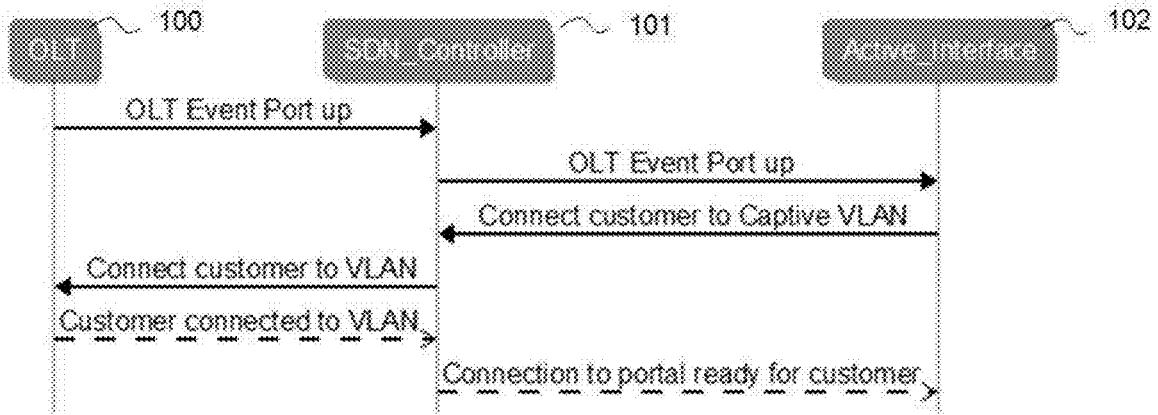 100
101
102
OLT
SDN_Controller
Active_Interface
OLT Event Port up
OLT Event Port up
Connect customer to Captive VLAN
Connect customer to VLAN
Customer connected to VLAN
Connection to portal ready for customer